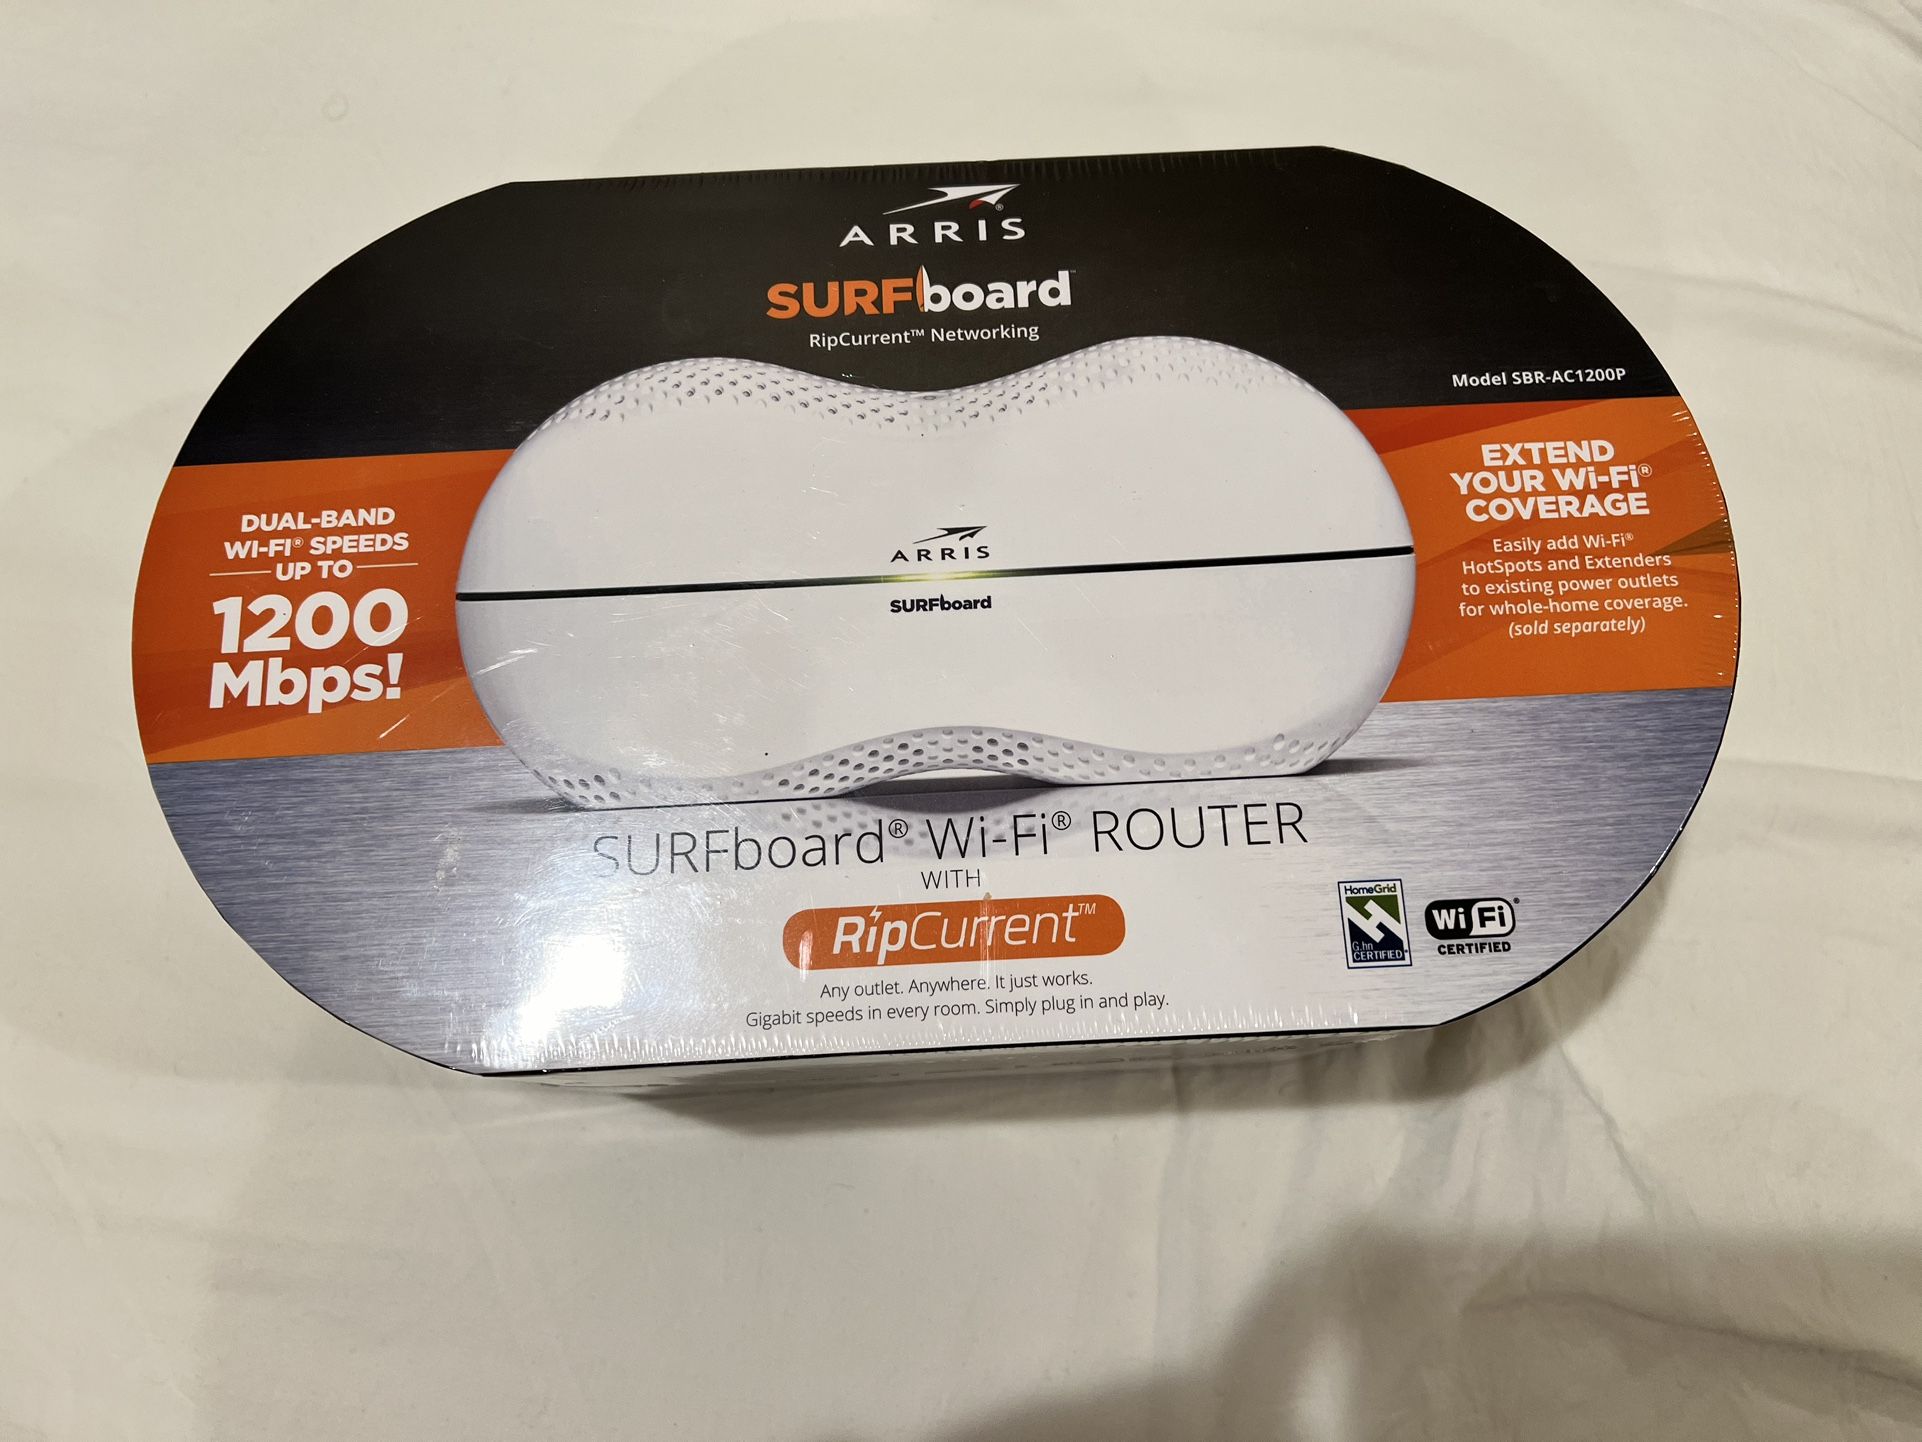 ARRIS®
SURFboard™
RipCurrent™ Networking
Model SBR-AC1200P
DUAL-BAND
WI-FI® SPEEDS
UP TO
1200
Mbps!
ARRIS
SURFboard
EXTEND
YOUR Wi-Fi®
COVERAGE
Easily add Wi-Fi®
HotSpots and Extenders
to existing power outlets
for whole-home coverage.
(sold separately)
SURFboard® Wi-Fi® ROUTER
WITH
RipCurrent™
Any outlet. Anywhere. It just works.
Gigabit speeds in every room. Simply plug in and play.
HomeGrid
G.hn
CERTIFIED
Wi Fi®
CERTIFIED